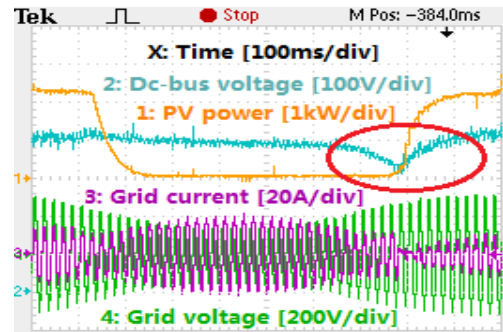 Tek Stop M Pos: -384.0ms
X: Time [100ms/div]
2: Dc-bus voltage [100V/div]
1: PV power [1kW/div]
1
3: Grid current [20A/div]
3
2
4: Grid voltage [200V/div]